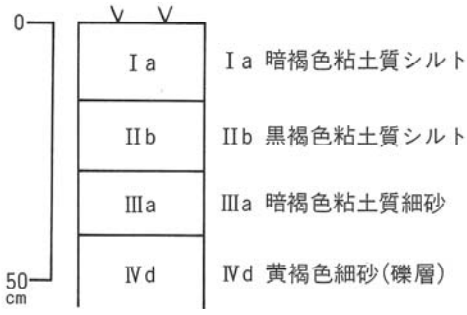 0
Ⅰa Ⅰa 暗褐色粘土質シルト
Ⅱb Ⅱb 黒褐色粘土質シルト
Ⅲa Ⅲa 暗褐色粘土質細砂
50
cm
Ⅳd Ⅳd 黄褐色細砂(礫層)